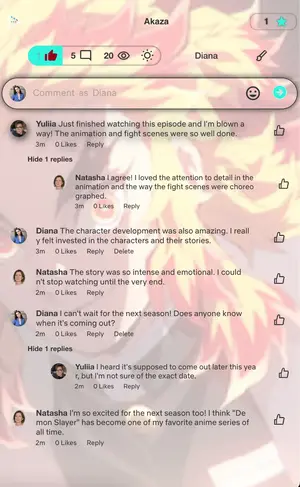 Akaza
1
1
5
20
Diana
Comment as Diana
Yuliia Just finished watching this episode and I'm blown a
way! The animation and fight scenes were so well done.
3m 0 Likes Reply
Hide 1 replies
Natasha I agree! I loved the attention to detail in the
animation and the way the fight scenes were choreo
graphed.
3m 0 Likes Reply
Diana The character development was also amazing. I reall
y felt invested in the characters and their stories.
3m 0 Likes Reply Delete
Natasha The story was so intense and emotional. I could
n't stop watching until the very end.
2m 0 Likes Reply
Diana I can't wait for the next season! Does anyone know
when it's coming out?
2m 0 Likes Reply Delete
Hide 1 replies
Yuliia I heard it's supposed to come out later this yea
r, but I'm not sure of the exact date.
2m 0 Likes Reply
Natasha I'm so excited for the next season too! I think "De
mon Slayer" has become one of my favorite anime series of
all time.
2m 0 Likes Reply